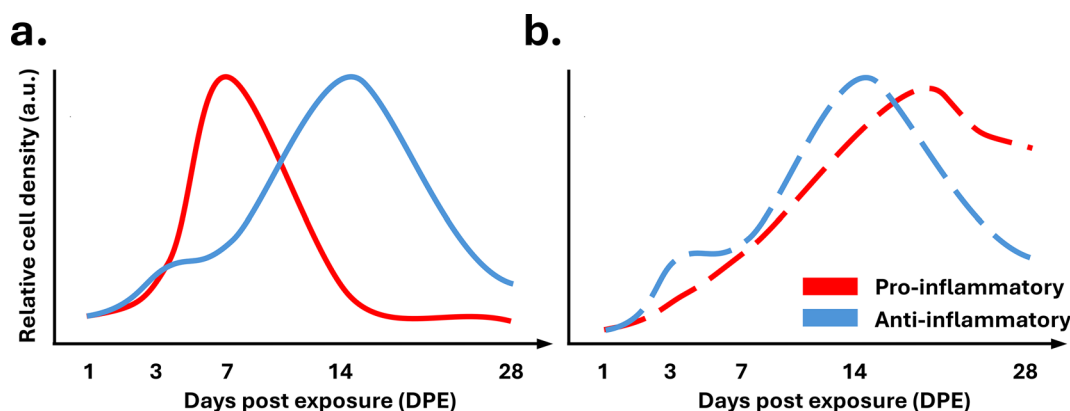 a.
Relative cell density (a.u.)
1 3 7 14 28
Days post exposure (DPE)
b.
Pro-inflammatory
Anti-inflammatory
1 3 7 14 28
Days post exposure (DPE)